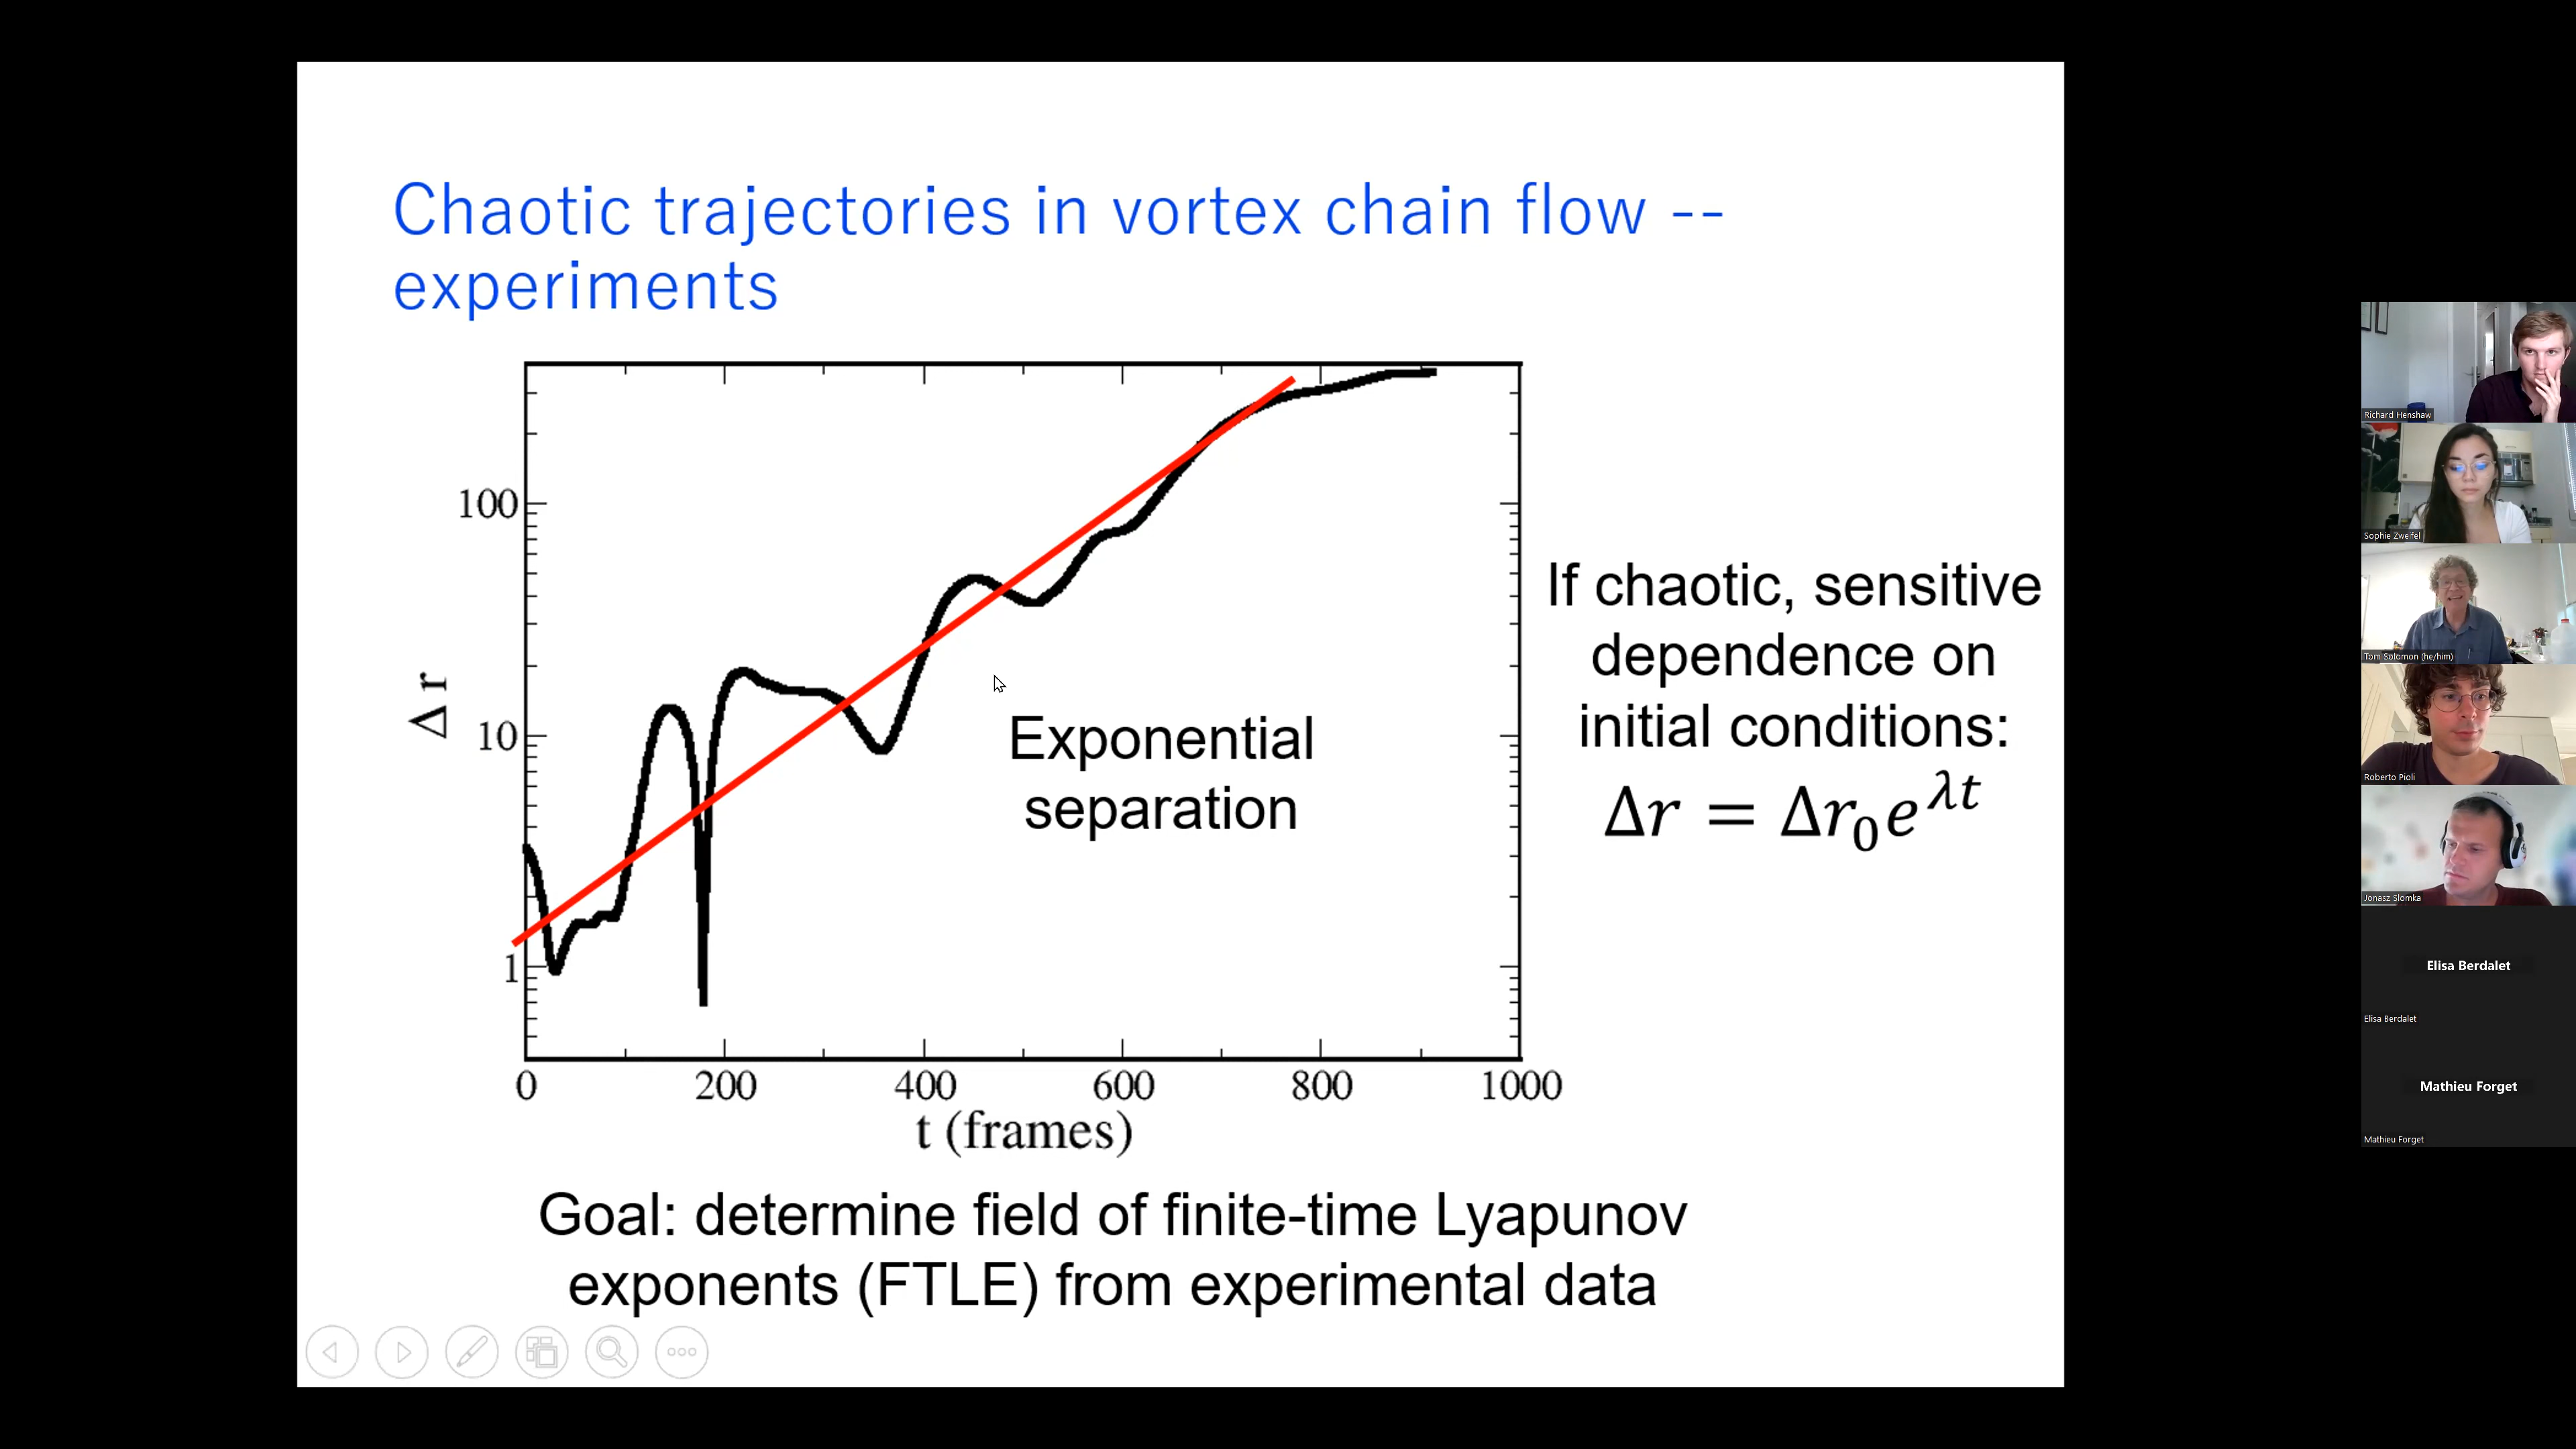 Chaotic trajectories in vortex chain flow --
experiments
100
10
1
Δ r
0 200 400 600 800 1000
t (frames)
Exponential
separation
If chaotic, sensitive
dependence on
initial conditions:
Δr = Δr₀e^{λt}
Goal: determine field of finite-time Lyapunov
exponents (FTLE) from experimental data
Richard Henshaw
Sophie Zweifel
Tom Solomon (he/him)
Roberto Pioli
Jonasz Slomka
Elisa Berdalet
Elisa Berdalet
Mathieu Forget
Mathieu Forget